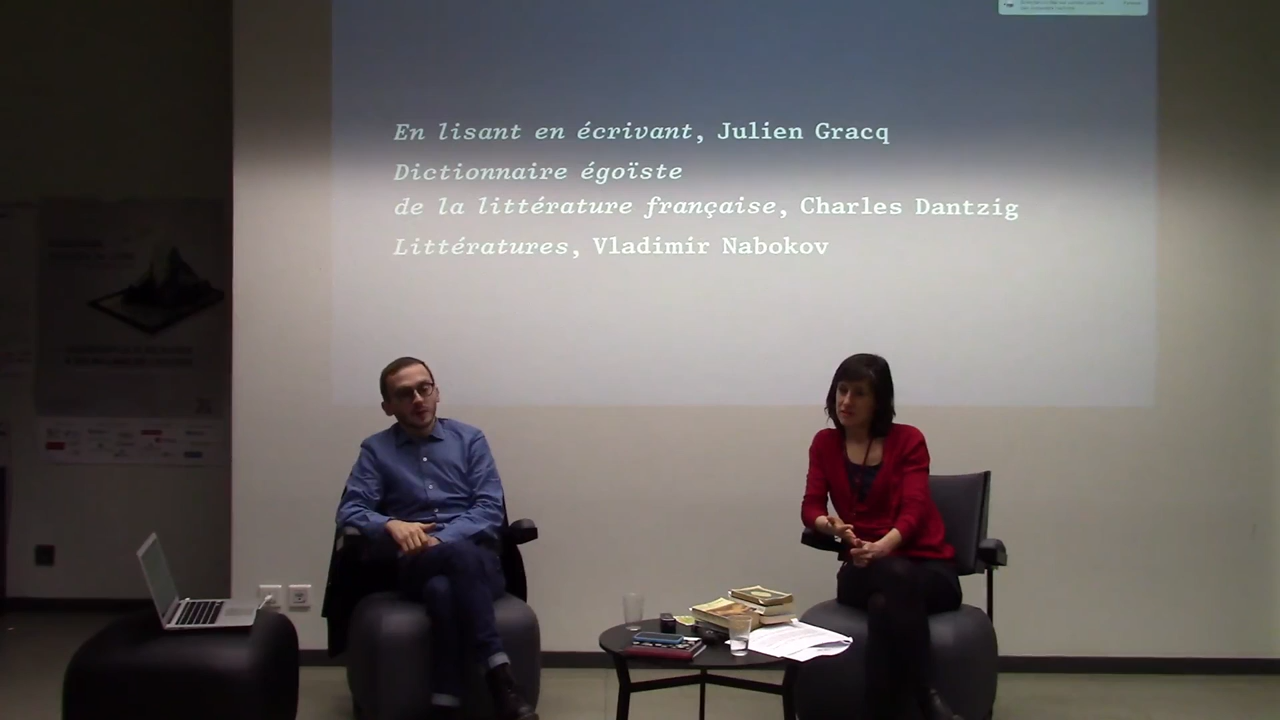 En lisant en écrivant, Julien Gracq
Dictionnaire égoïste
de la littérature française, Charles Dantzig
Littératures, Vladimir Nabokov